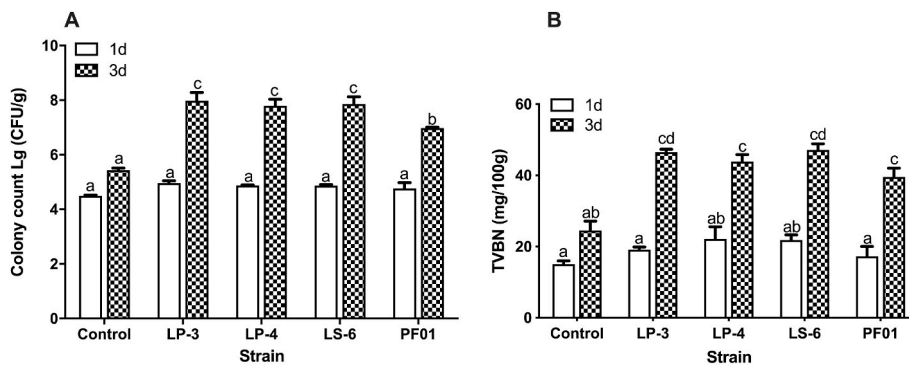 A
10
8
6
4
2
0
Colony count Lg (CFU/g)
1d
3d
a
a
a
c
a
c
a
c
a
b
Control
LP-3
LP-4
LS-6
PF01
Strain
B
60
40
20
0
TVBN (mg/100g)
1d
3d
a
ab
a
cd
ab
c
ab
cd
a
c
Control
LP-3
LP-4
LS-6
PF01
Strain